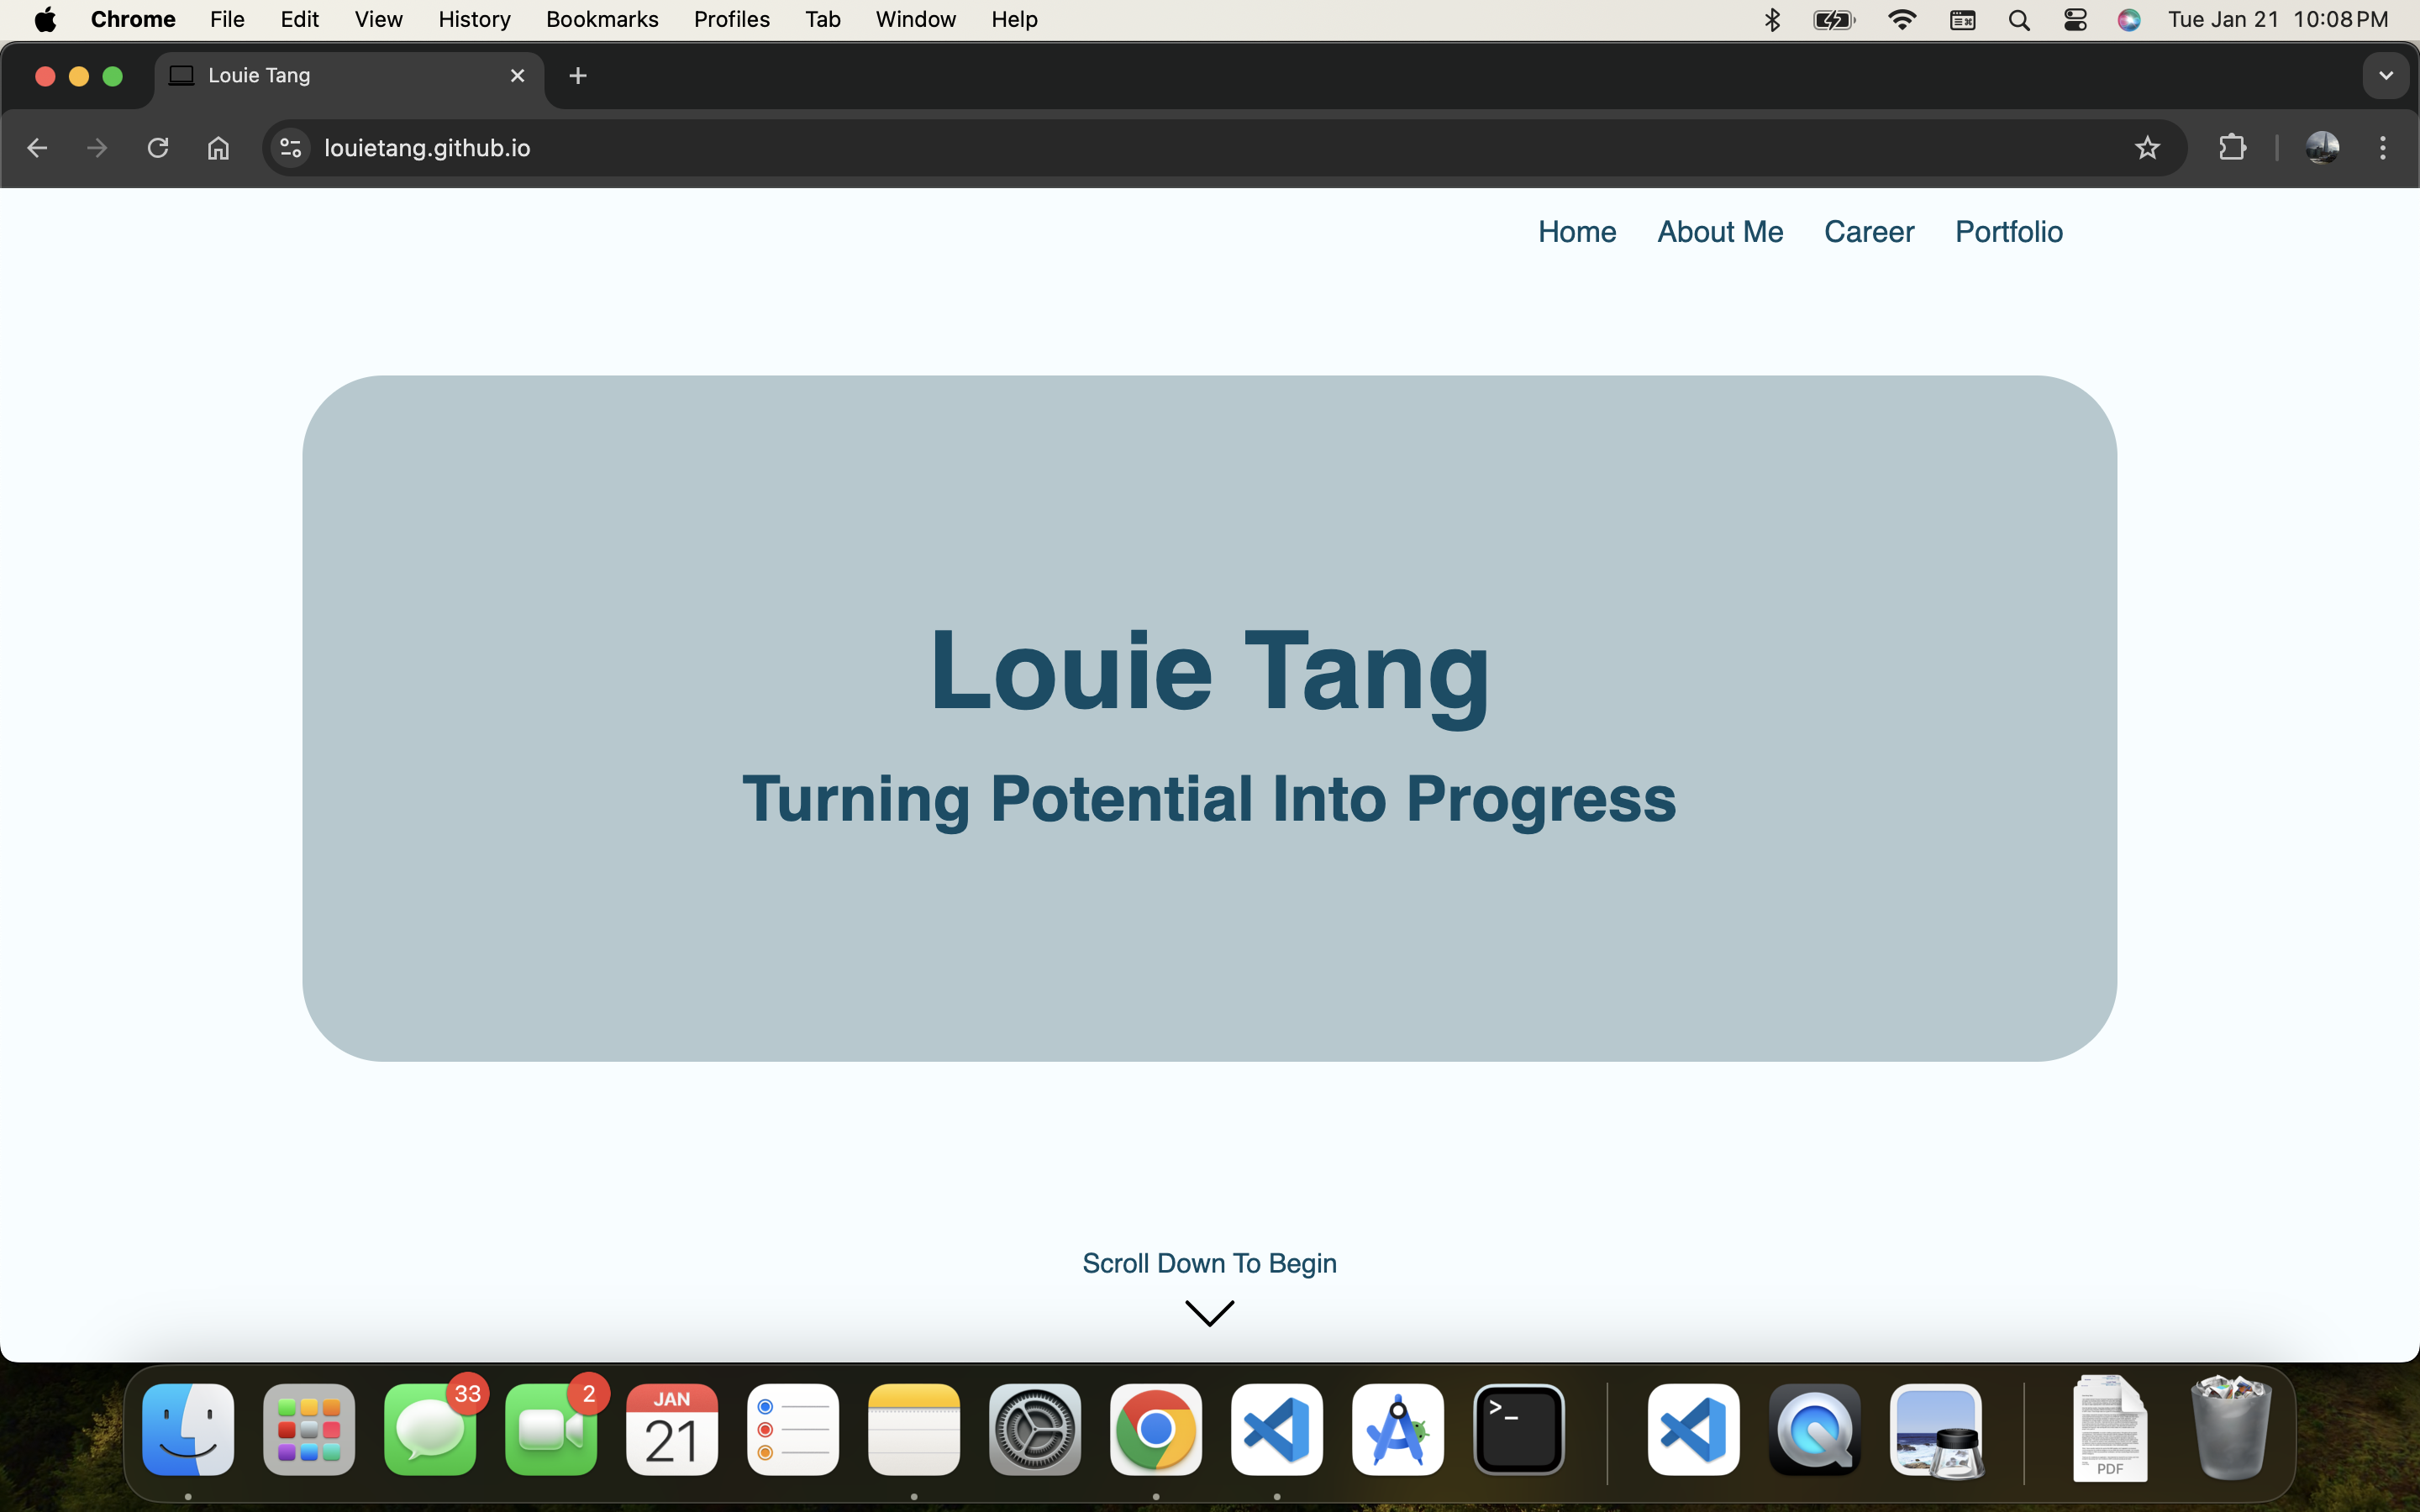 Chrome File Edit View History Bookmarks Profiles Tab Window Help Tue Jan 21 10:08 PM
Louie Tang
louietang.github.io
Home About Me Career Portfolio
Louie Tang
Turning Potential Into Progress
Scroll Down To Begin
33
2
JAN
21
>_
PDF